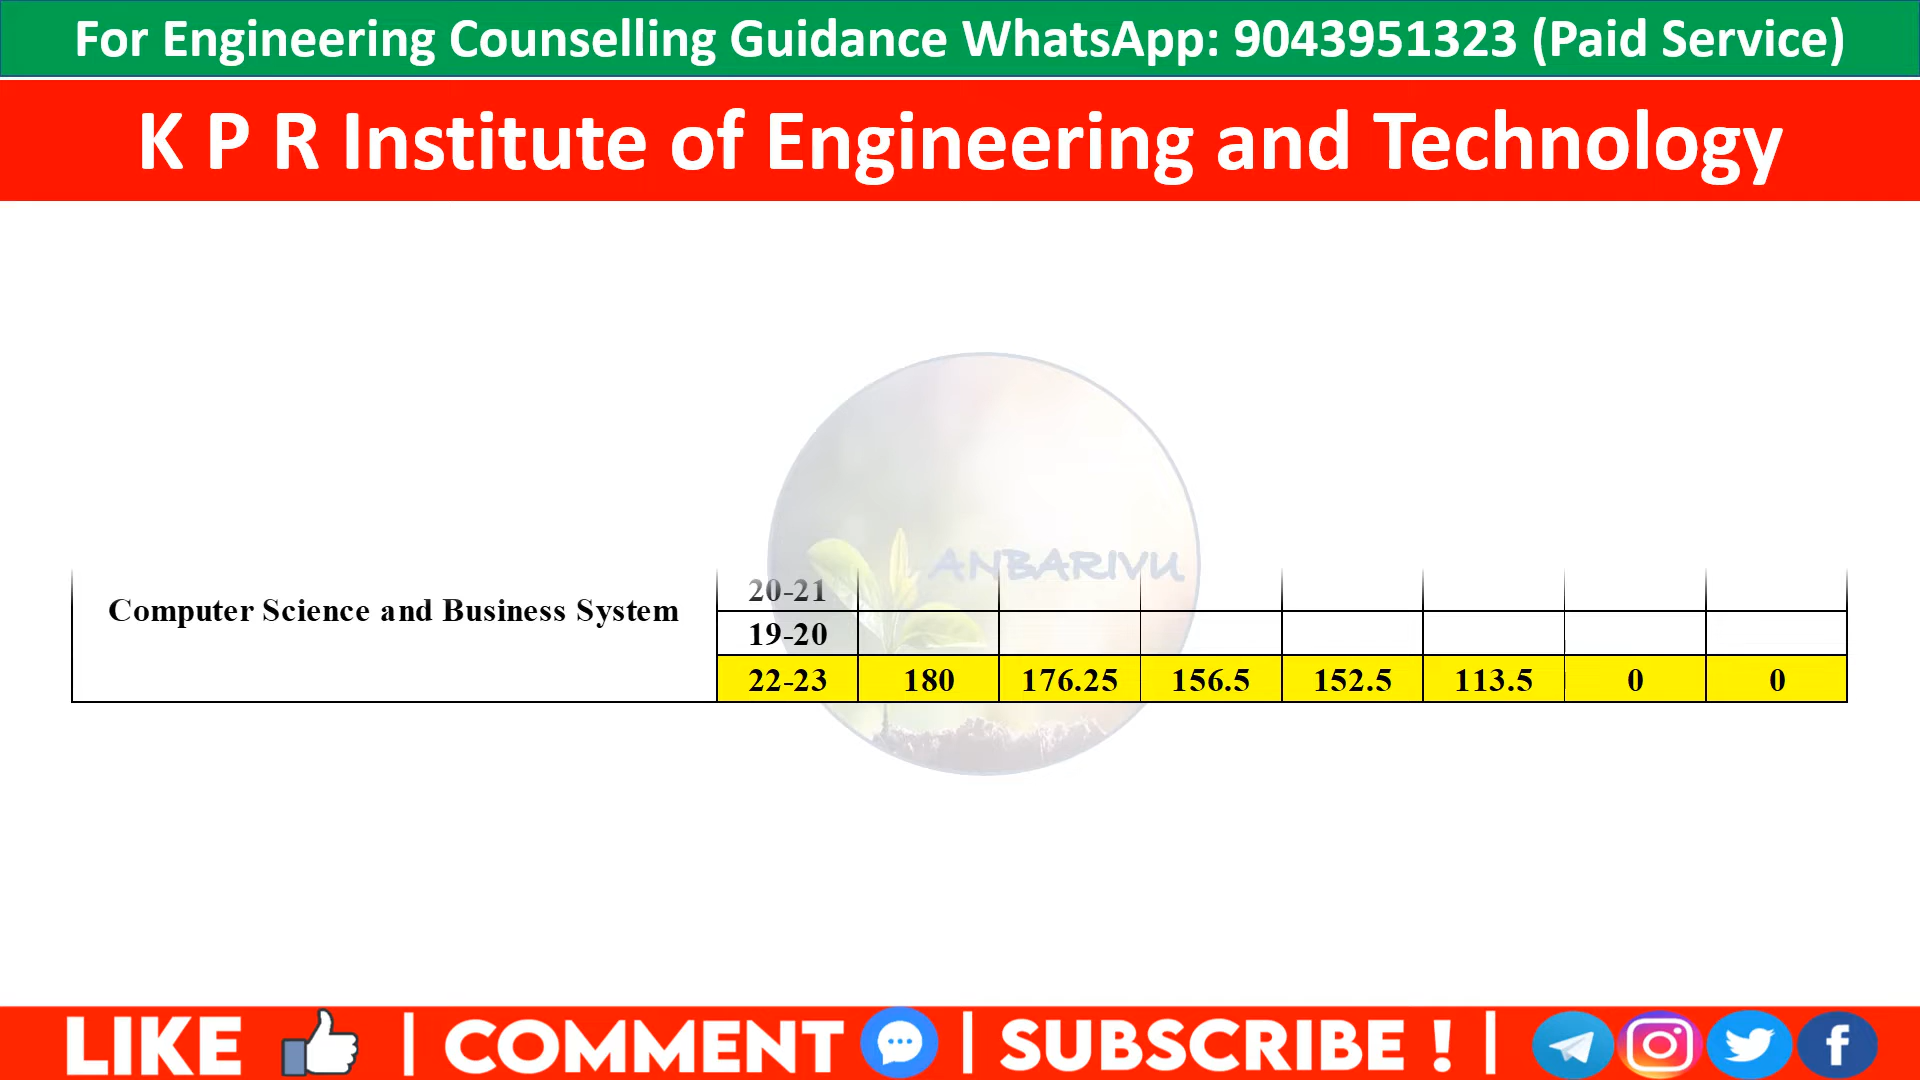 For Engineering Counselling Guidance WhatsApp: 9043951323 (Paid Service)
K P R Institute of Engineering and Technology
ANBARIVU
20-21
Computer Science and Business System
19-20
22-23 180 176.25 156.5 152.5 113.5 0 0
LIKE | COMMENT | SUBSCRIBE ! |